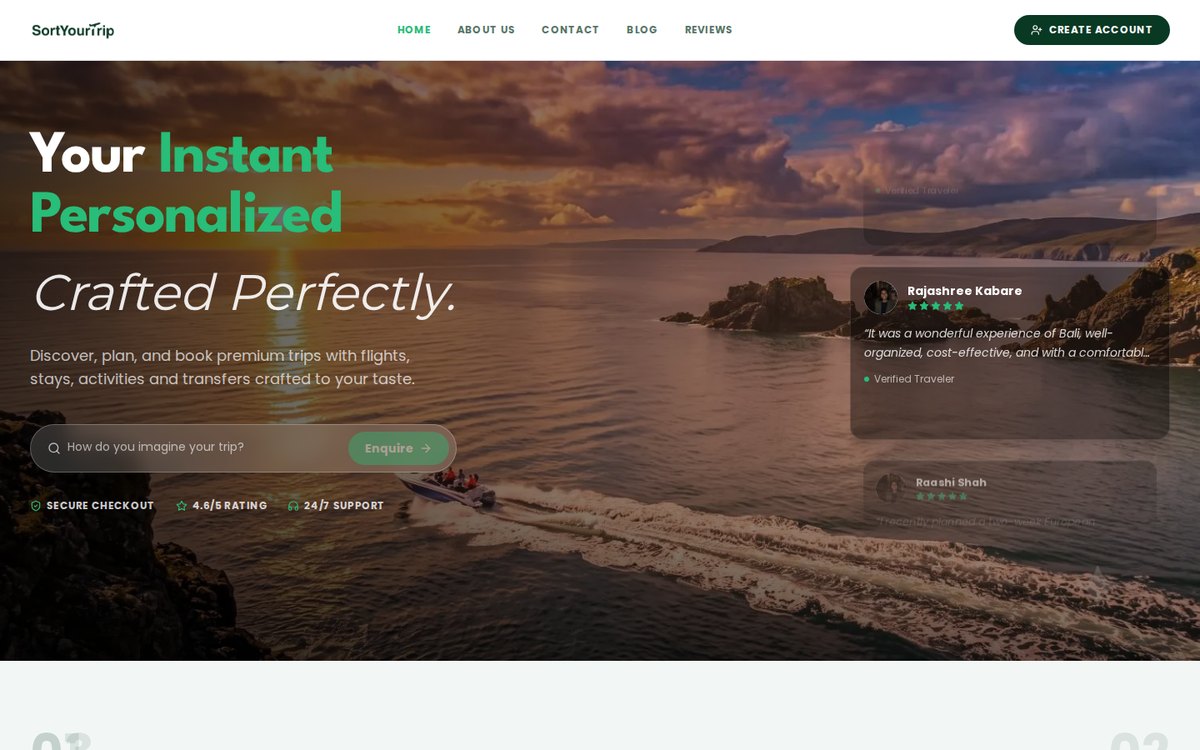 SortYourTrip
HOME
ABOUT US
CONTACT
BLOG
REVIEWS
CREATE ACCOUNT
Your Instant
Personalized
Crafted Perfectly.
Discover, plan, and book premium trips with flights,
stays, activities and transfers crafted to your taste.
How do you imagine your trip?
Enquire
SECURE CHECKOUT
4.6/5 RATING
24/7 SUPPORT
Verified Traveler
Rajashree Kabare
“It was a wonderful experience of Bali, well-
organized, cost-effective, and with a comfortabl...
Verified Traveler
Raashi Shah
“I recently planned a two-week European